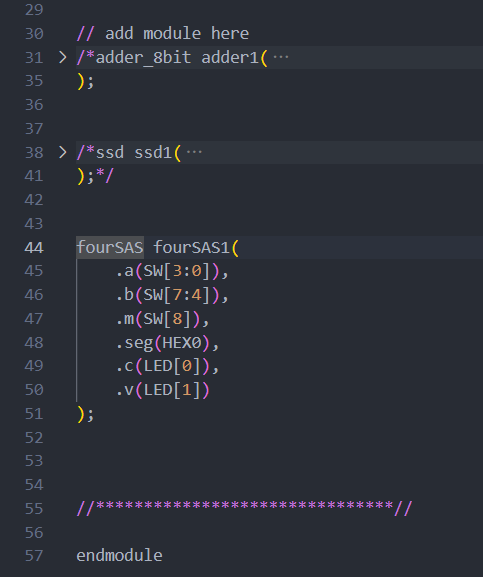 29
30 // add module here
31 > /*adder_8bit adder1( ⋯
35 );
36
37
38 > /*ssd ssd1( ⋯
41 );*/
42
43
44 fourSAS fourSAS1(
45     .a(SW[3:0]),
46     .b(SW[7:4]),
47     .m(SW[8]),
48     .seg(HEX0),
49     .c(LED[0]),
50     .v(LED[1])
51 );
52
53
54
55 //*******************************//
56
57 endmodule